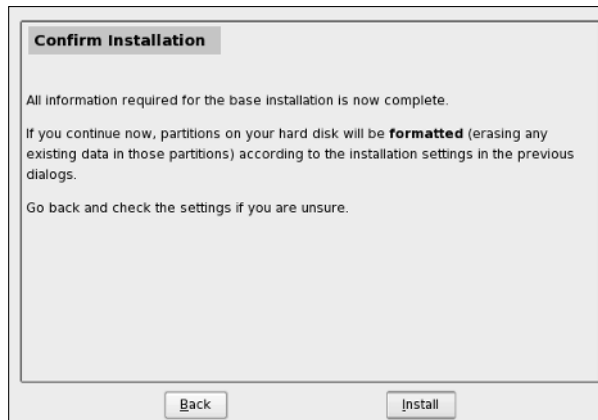 Confirm Installation
All information required for the base installation is now complete.
If you continue now, partitions on your hard disk will be formatted (erasing any
existing data in those partitions) according to the installation settings in the previous
dialogs.
Go back and check the settings if you are unsure.
Back
Install